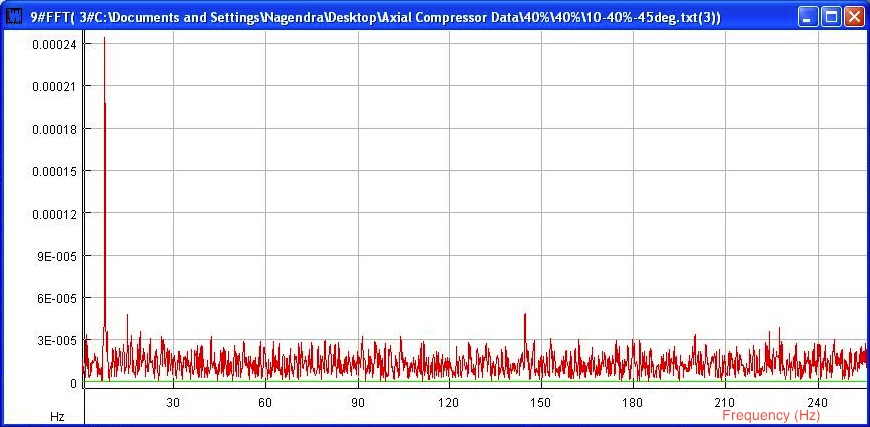 9#FFT( 3#C:\Documents and Settings\Nagendra\Desktop\Axial Compressor Data\40%\40%\10-40%-45deg.txt(3))
0.00024
0.00021
0.00018
0.00015
0.00012
9E-005
6E-005
3E-005
0
30 60 90 120 150 180 210 240
Hz
Frequency (Hz)